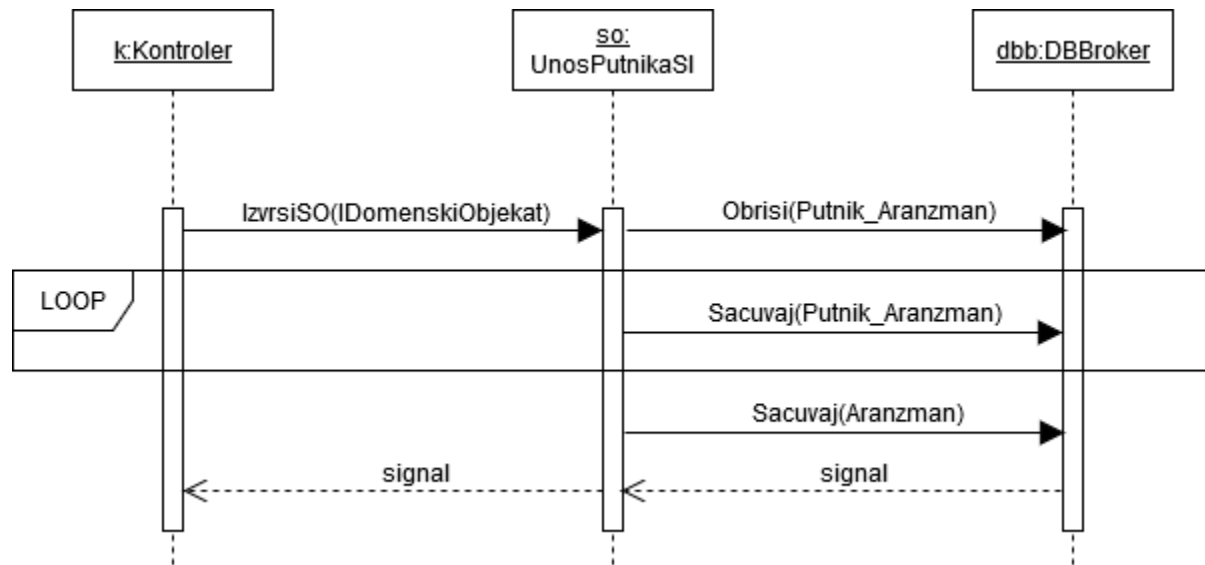 k:Kontroler
so:
UnosPutnikaSI
dbb:DBBroker
IzvrsiSO(IDomenskiObjekat)
Obrisi(Putnik_Aranzman)
LOOP
Sacuvaj(Putnik_Aranzman)
Sacuvaj(Aranzman)
signal
signal